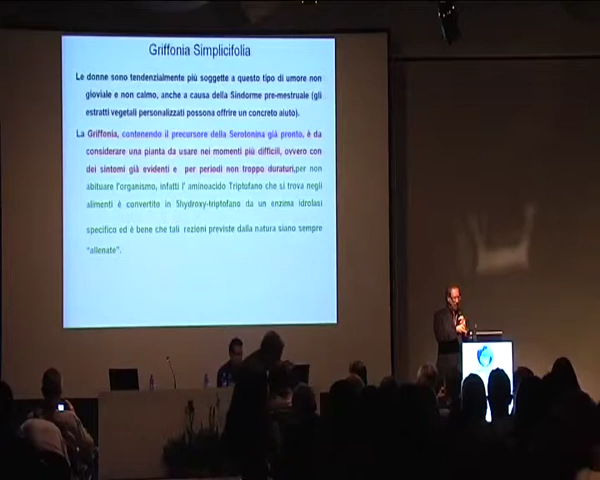 Griffonia Simplicifolia
Le donne sono tendenzialmente più soggette a questo tipo di umore non
gioviale e non calmo, anche a causa della Sindorme pre-mestruale (gli
estratti vegetali personalizzati possona offrire un concreto aiuto).
La Griffonia, contenendo il precursore della Serotonina già pronto, è da
considerare una pianta da usare nei momenti più difficili, ovvero con
dei sintomi già evidenti e per periodi non troppo duraturi,per non
abituare l'organismo, infatti l' aminoacido Triptofano che si trova negli
alimenti è convertito in 5hydroxy-triptofano da un enzima idrolasi
specifico ed è bene che tali rezioni previste dalla natura siano sempre
"allenate".